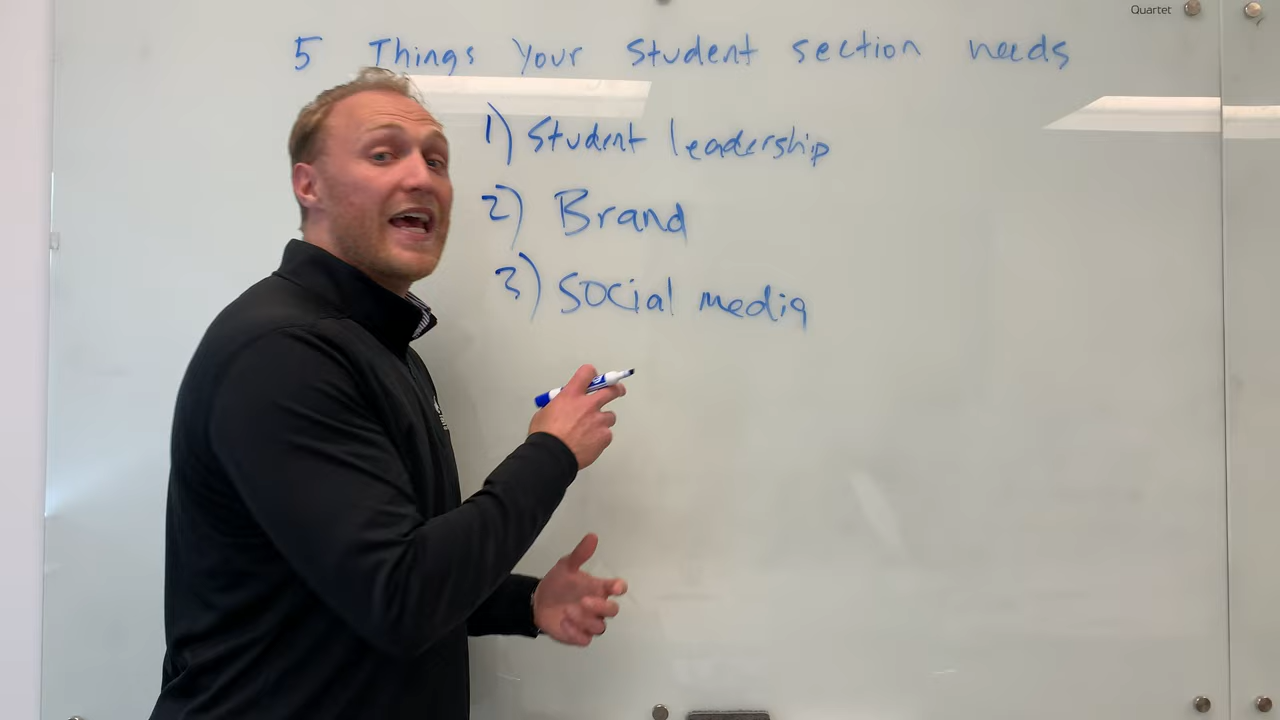 Quartet
5 Things Your Student section needs
1) Student leadership
2) Brand
3) Social media